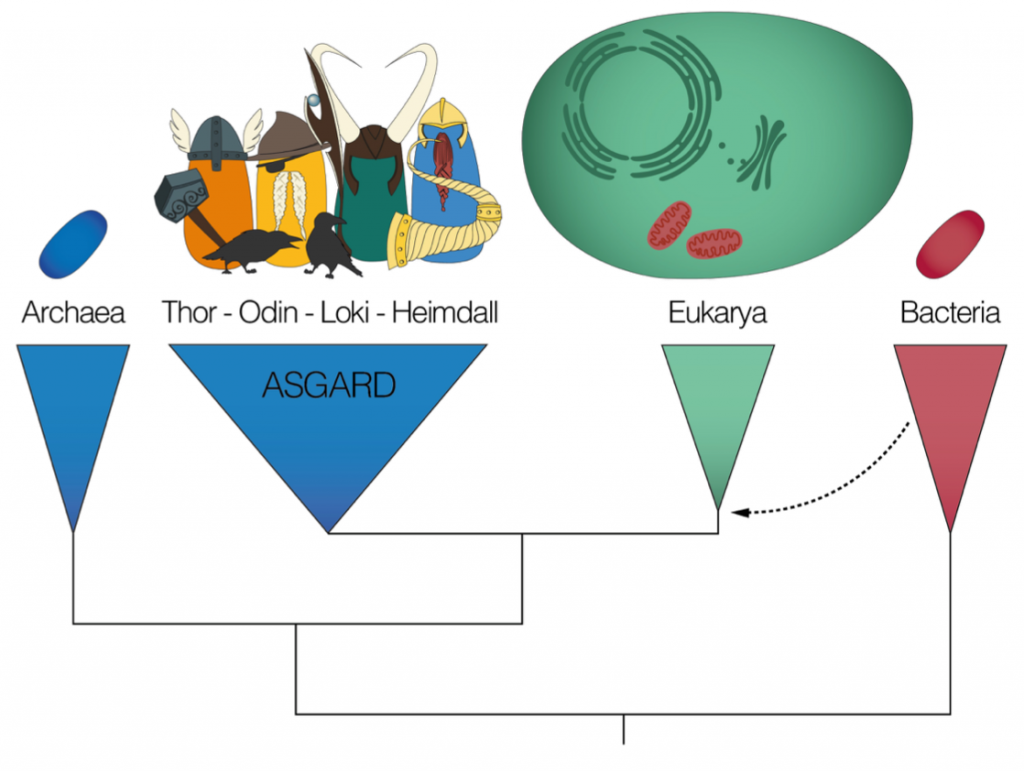 Archaea
Thor - Odin - Loki - Heimdall
Eukarya
Bacteria
ASGARD